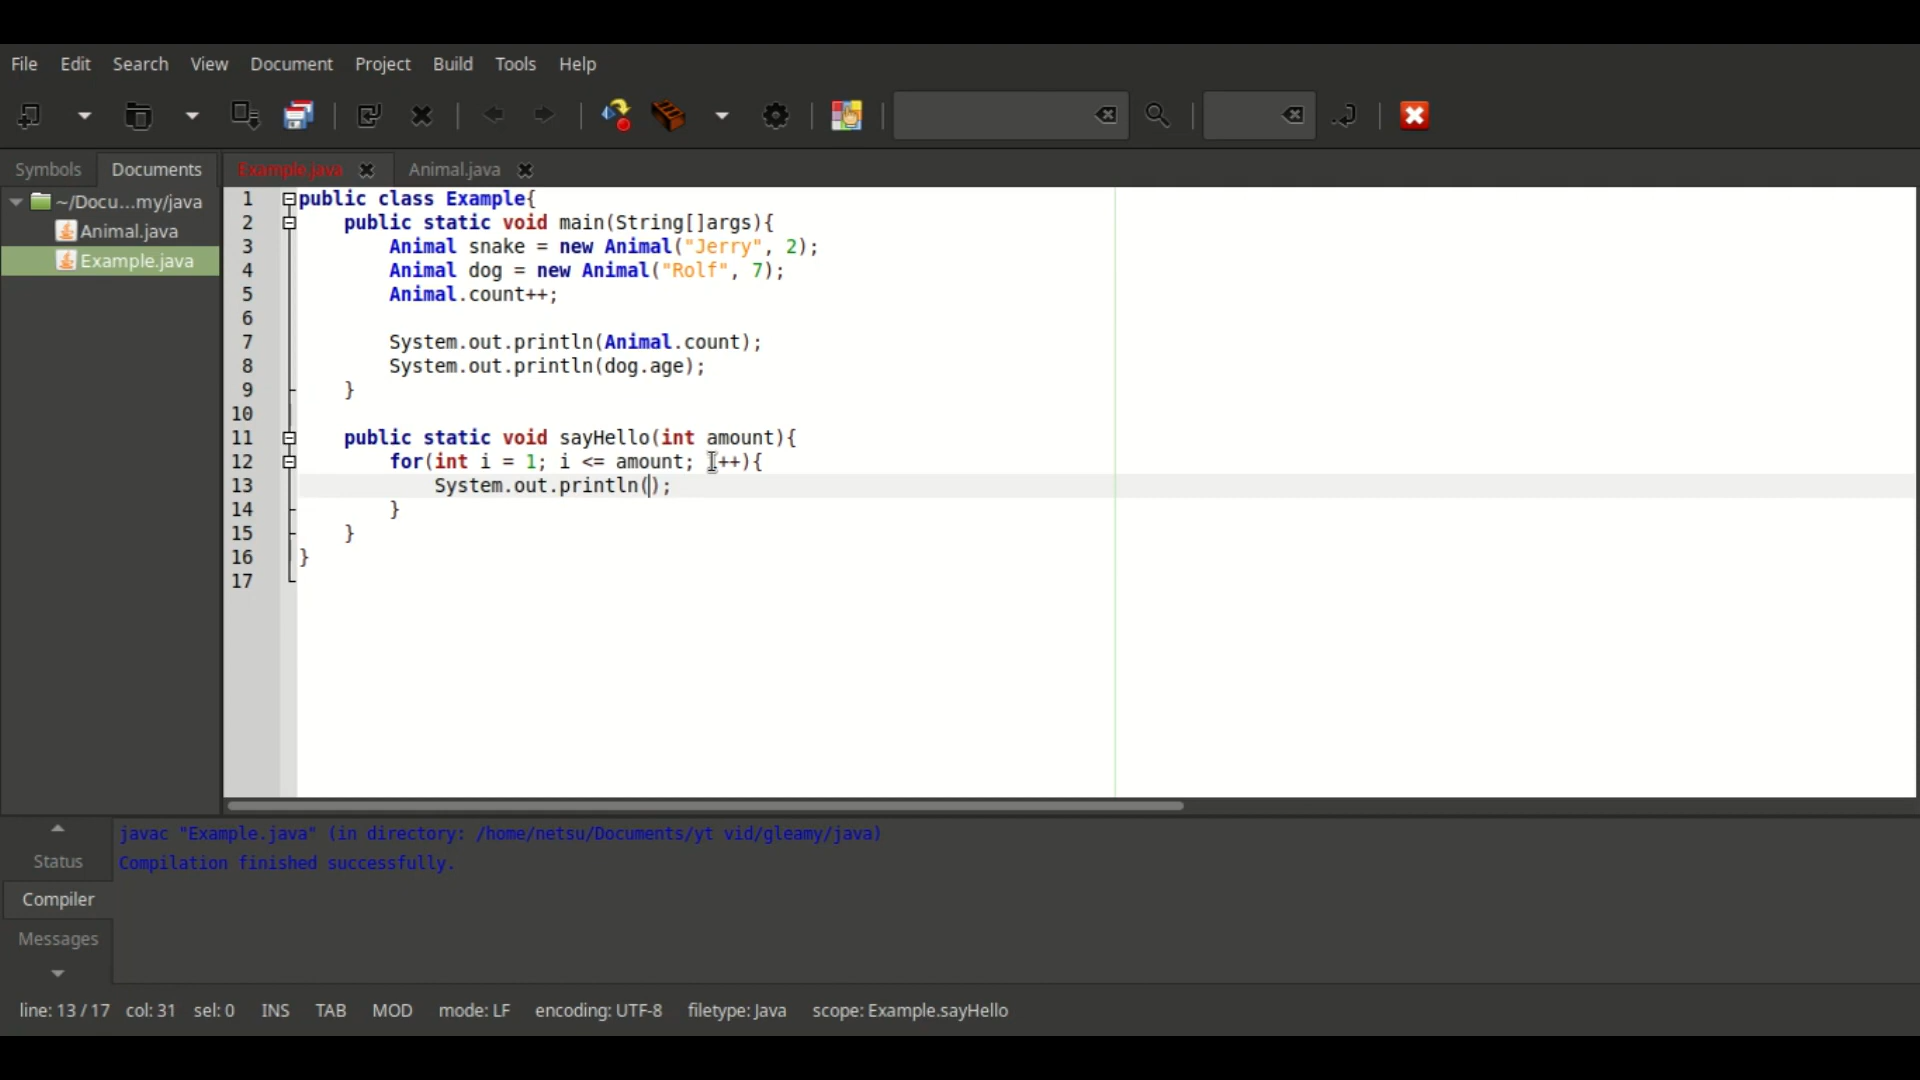 File Edit Search View Document Project Build Tools Help
Symbols Documents Example.java Animal.java
~/Docu...my/java
Animal.java
Example.java
1 public class Example{
2 public static void main(String[]args){
3 Animal snake = new Animal("Jerry", 2);
4 Animal dog = new Animal("Rolf", 7);
5 Animal.count++;
6
7 System.out.println(Animal.count);
8 System.out.println(dog.age);
9 }
10
11 public static void sayHello(int amount){
12 for(int i = 1; i <= amount; i++){
13 System.out.println();
14 }
15 }
16 }
17
javac "Example.java" (in directory: /home/netsu/Documents/yt vid/gleamy/java)
Compilation finished successfully.
Status
Compiler
Messages
line: 13 / 17 col: 31 sel: 0 INS TAB MOD mode: LF encoding: UTF-8 filetype: Java scope: Example.sayHello